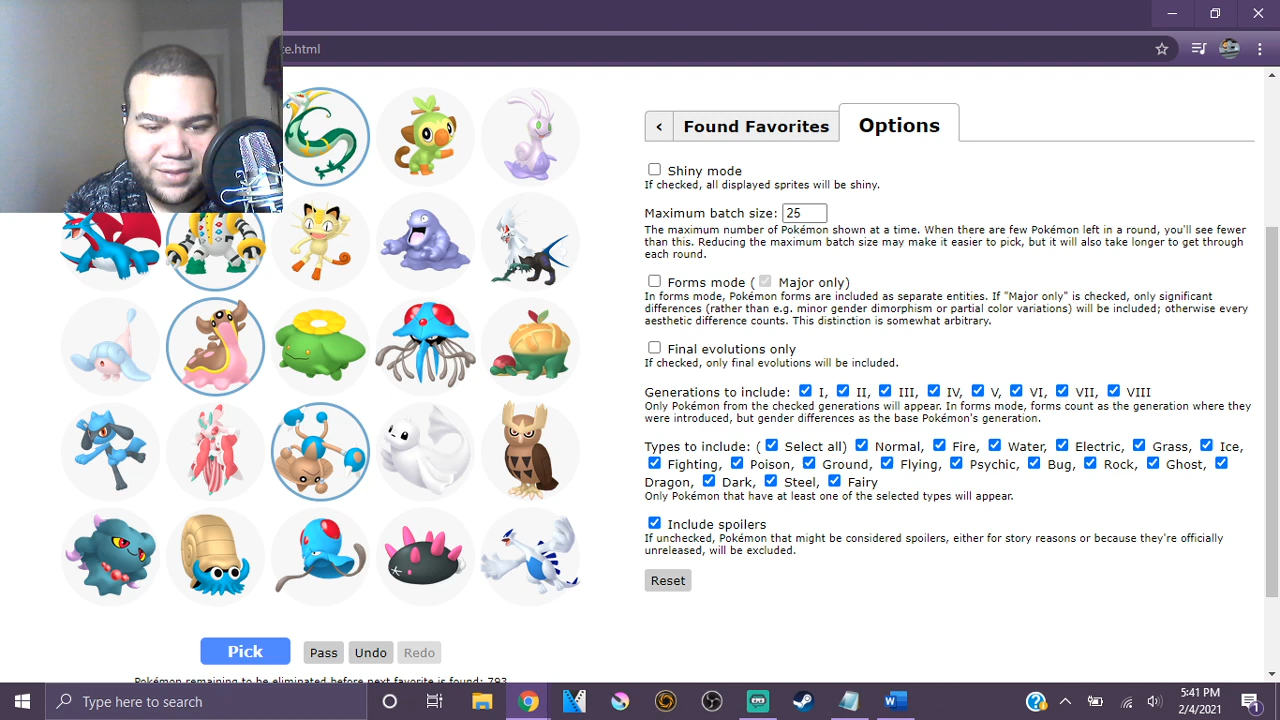 te.html
‹ Found Favorites Options
Shiny mode
If checked, all displayed sprites will be shiny.
Maximum batch size: 25
The maximum number of Pokémon shown at a time. When there are few Pokémon left in a round, you'll see fewer
than this. Reducing the maximum batch size may make it easier to pick, but it will also take longer to get through
each round.
Forms mode ( Major only)
In forms mode, Pokémon forms are included as separate entities. If "Major only" is checked, only significant
differences (rather than e.g. minor gender dimorphism or partial color variations) will be included; otherwise every
aesthetic difference counts. This distinction is somewhat arbitrary.
Final evolutions only
If checked, only final evolutions will be included.
Generations to include: I, II, III, IV, V, VI, VII, VIII
Only Pokémon from the checked generations will appear. In forms mode, forms count as the generation where they
were introduced, but gender differences as the base Pokémon's generation.
Types to include: ( Select all) Normal, Fire, Water, Electric, Grass, Ice,
Fighting, Poison, Ground, Flying, Psychic, Bug, Rock, Ghost,
Dragon, Dark, Steel, Fairy
Only Pokémon that have at least one of the selected types will appear.
Include spoilers
If unchecked, Pokémon that might be considered spoilers, either for story reasons or because they're officially
unreleased, will be excluded.
Reset
Pick Pass Undo Redo
Pokémon remaining to be eliminated before next favorite is found: 793
Type here to search
5:41 PM
2/4/2021
1